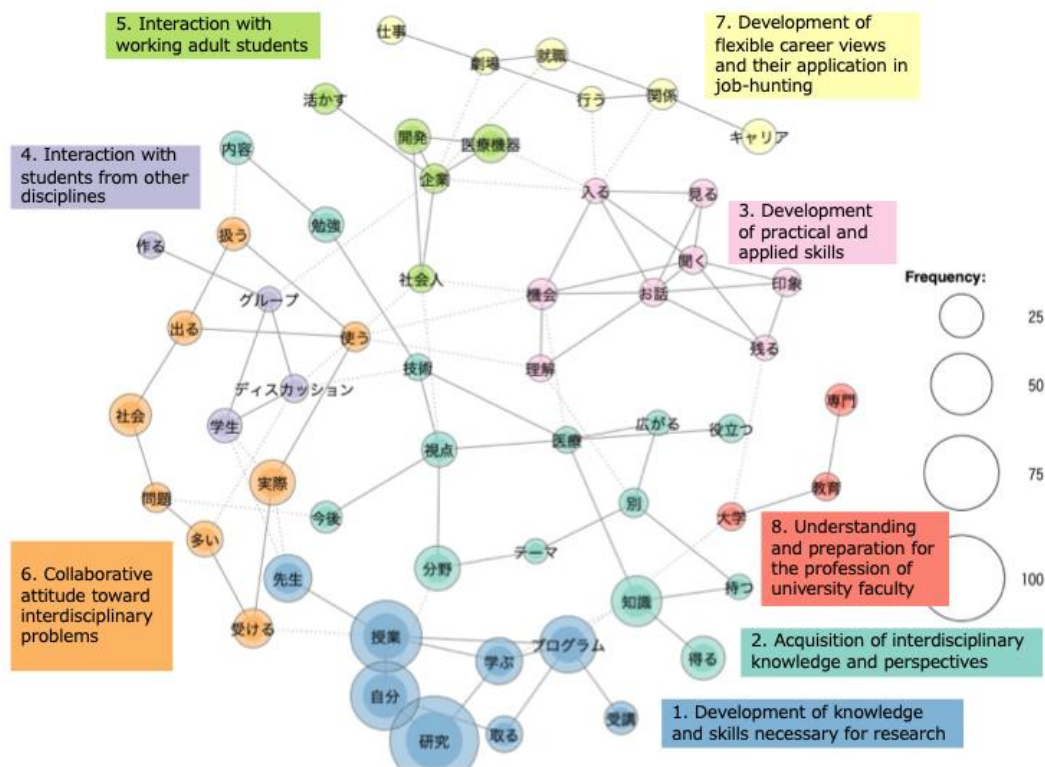 5. Interaction with
working adult students
7. Development of
flexible career views
and their application in
job-hunting
仕事
劇場
就職
行う
関係
キャリア
活かす
開発
医療機器
企業
4. Interaction with
students from other
disciplines
内容
入る
見る
3. Development
of practical and
applied skills
扱う
勉強
作る
聞く
社会人
機会
お話
印象
Frequency:
25
グループ
出る
使う
残る
技術
理解
50
ディスカッション
専門
社会
学生
広がる
役立つ
医療
視点
75
実際
教育
問題
今後
別
大学
多い
8. Understanding
and preparation for
the profession of
university faculty
テーマ
6. Collaborative
attitude toward
interdisciplinary
problems
先生
分野
持つ
100
知識
受ける
授業
プログラム
学ぶ
得る
2. Acquisition of interdisciplinary
knowledge and perspectives
自分
受講
取る
研究
1. Development of knowledge
and skills necessary for research